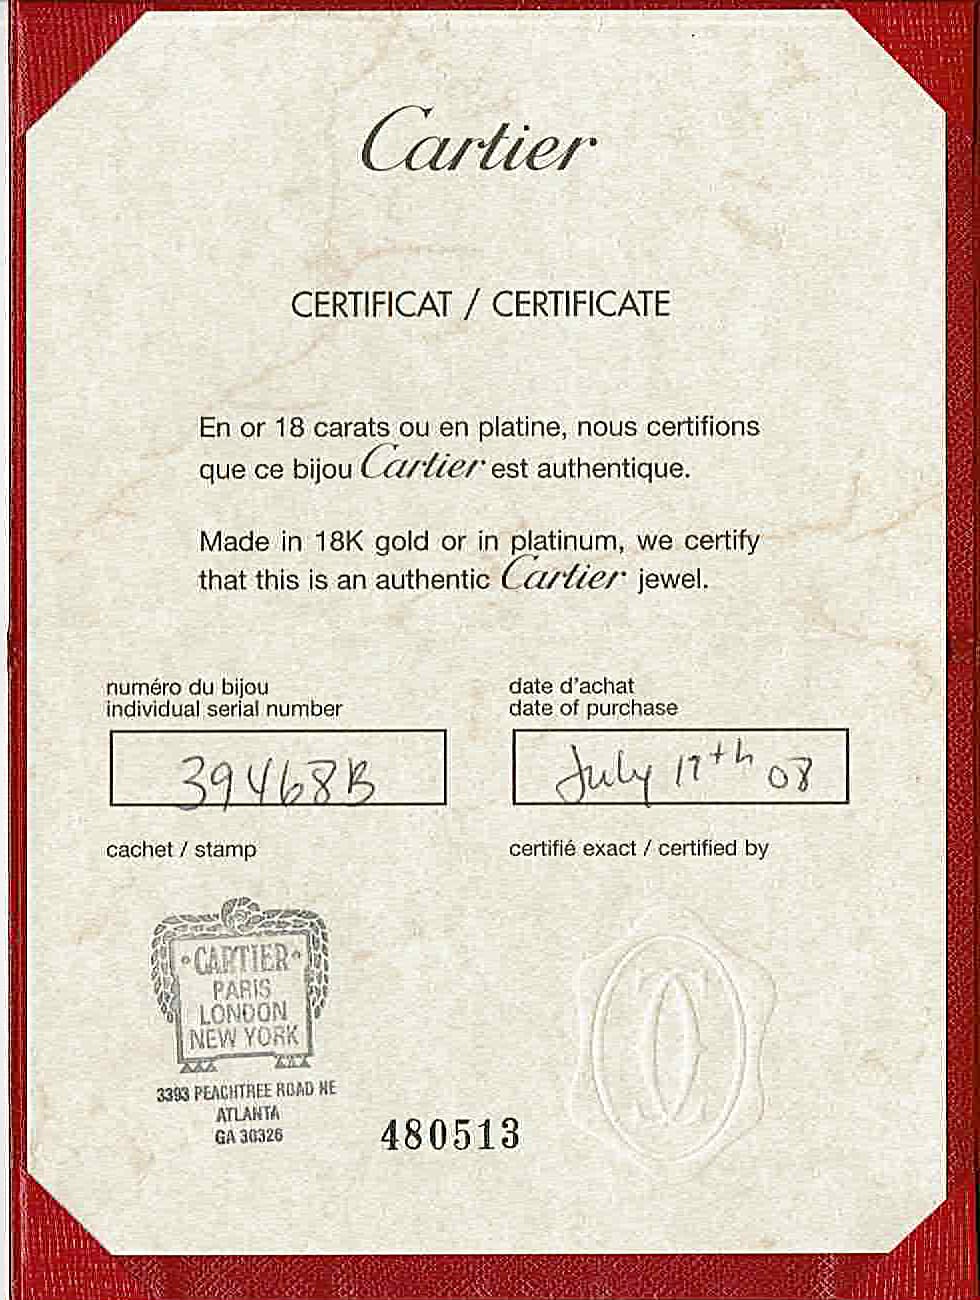 Cartier
CERTIFICAT / CERTIFICATE
En or 18 carats ou en platine, nous certifions
que ce bijou Cartier est authentique.
Made in 18K gold or in platinum, we certify
that this is an authentic Cartier jewel.
numéro du bijou
individual serial number
39468B
date d'achat
date of purchase
July 17th 08
cachet / stamp
certifié exact / certified by
CARTIER
PARIS
LONDON
NEW YORK
3393 PEACHTREE ROAD NE
ATLANTA
GA 30326
480513